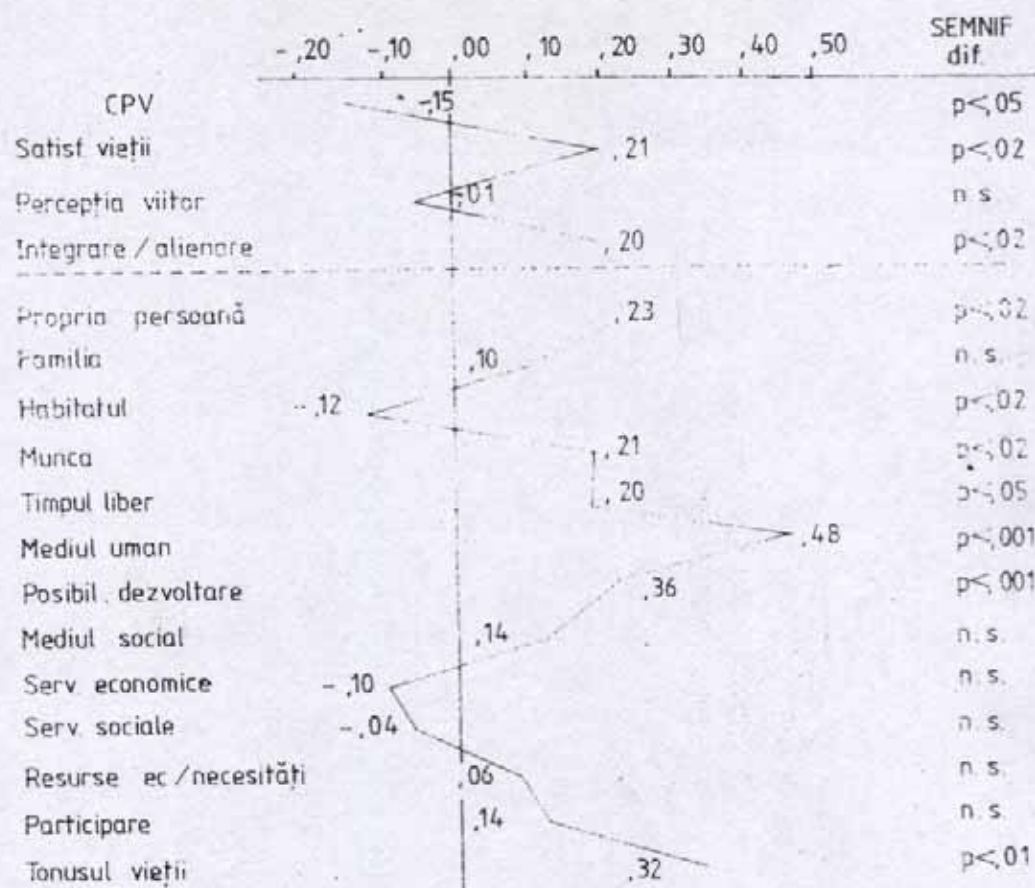 -,20 -,10 ,00 ,10 ,20 ,30 ,40 ,50 SEMNIF dif.
CPV -,15 p<,05
Satisf vieții ,21 p<,02
Percepția viitor -,01 n s.
Integrare / alienare ,20 p<,02
Propria persoană ,23 p<,02
Familia ,10 n.s.
Habitatul -,12 p<,02
Munca ,21 p<,02
Timpul liber ,20 p<,05
Mediul uman ,48 p<,001
Posibil. dezvoltare ,36 p<,001
Mediul social ,14 n.s.
Serv. economice -,10 n.s.
Serv. sociale -,04 n.s.
Resurse ec/necesități ,06 n.s.
Participare ,14 n.s.
Tonusul vieții ,32 p<,01